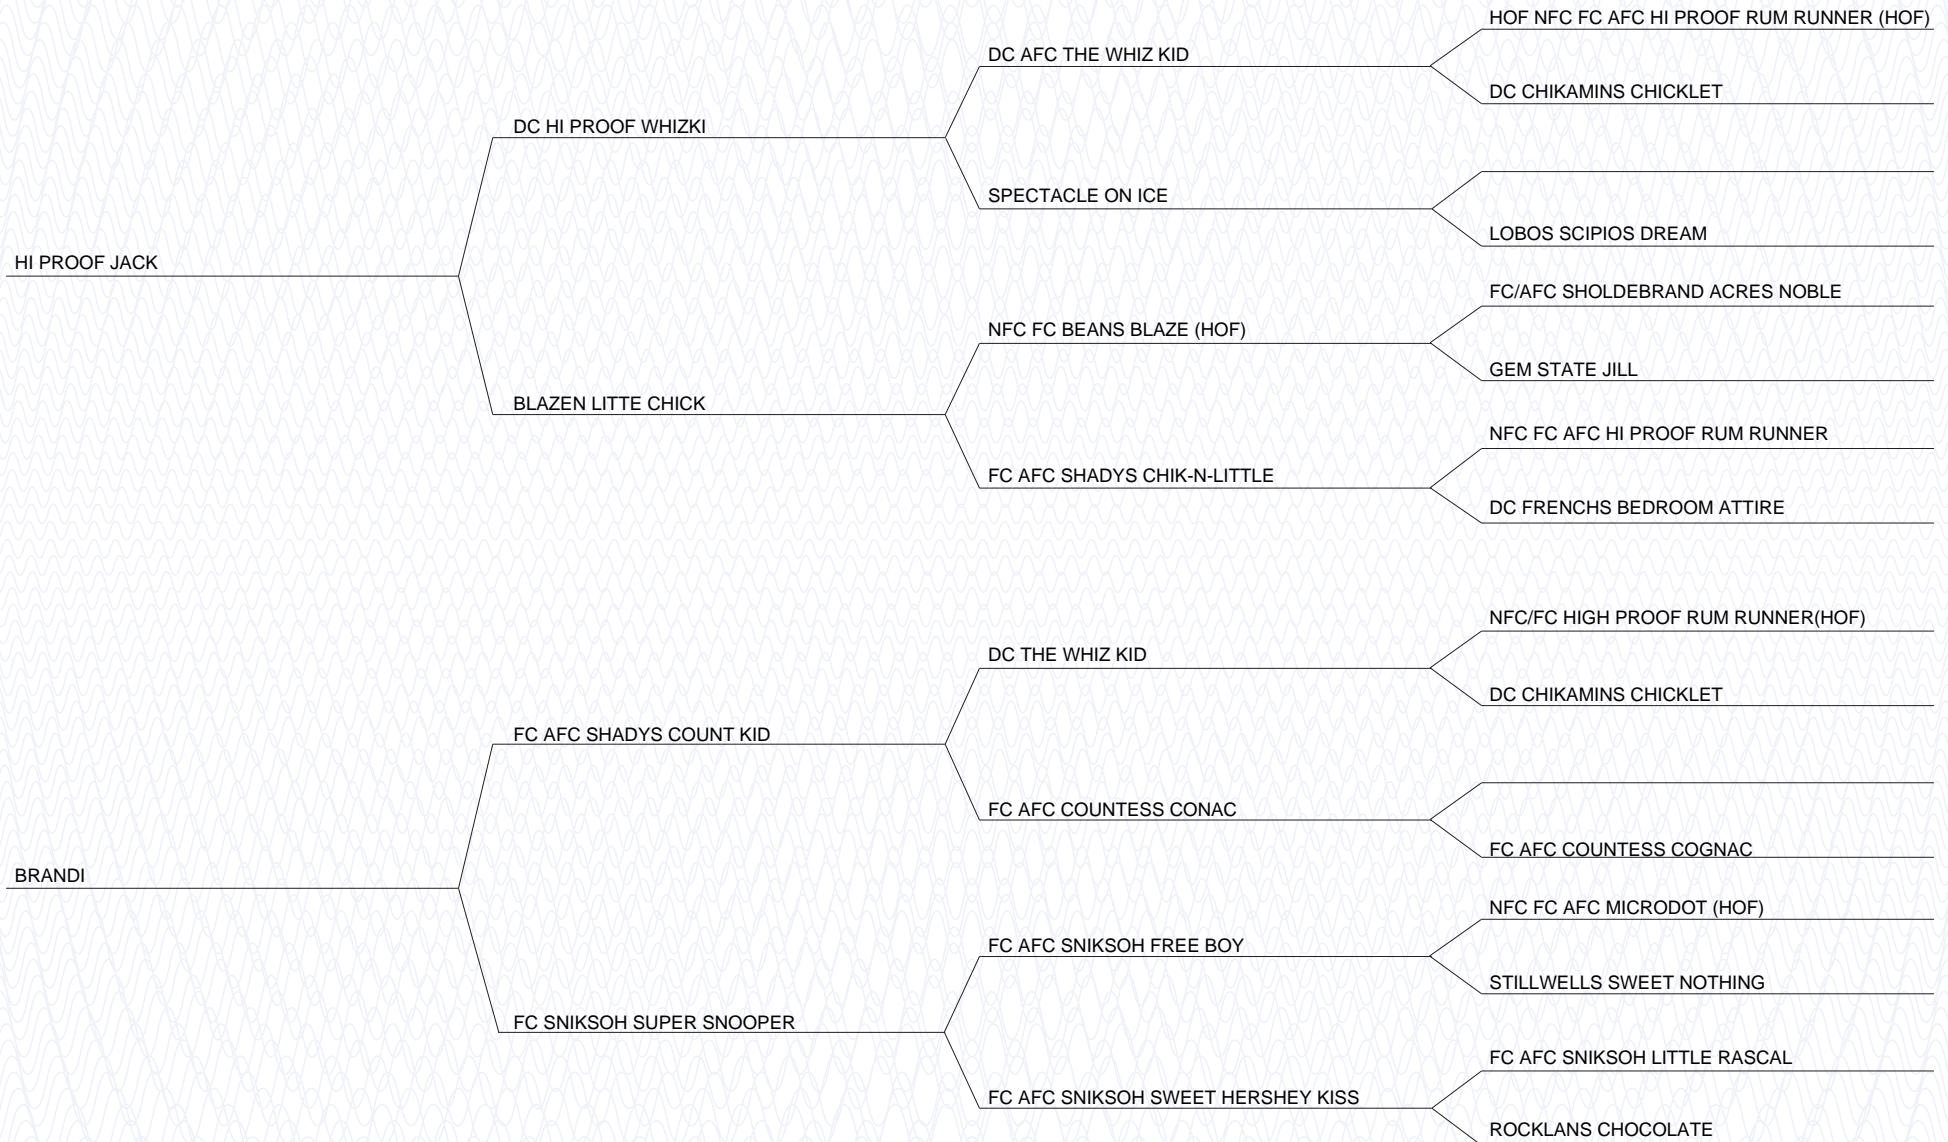 HOF NFC FC AFC HI PROOF RUM RUNNER (HOF)
DC AFC THE WHIZ KID
DC CHIKAMINS CHICKLET
DC HI PROOF WHIZKI
SPECTACLE ON ICE
LOBOS SCIPIOS DREAM
HI PROOF JACK
FC/AFC SHOLDEBRAND ACRES NOBLE
NFC FC BEANS BLAZE (HOF)
GEM STATE JILL
BLAZEN LITTE CHICK
NFC FC AFC HI PROOF RUM RUNNER
FC AFC SHADYS CHIK-N-LITTLE
DC FRENCHS BEDROOM ATTIRE
NFC/FC HIGH PROOF RUM RUNNER(HOF)
DC THE WHIZ KID
DC CHIKAMINS CHICKLET
FC AFC SHADYS COUNT KID
FC AFC COUNTESS CONAC
FC AFC COUNTESS COGNAC
BRANDI
NFC FC AFC MICRODOT (HOF)
FC AFC SNIKSOH FREE BOY
STILLWELLS SWEET NOTHING
FC SNIKSOH SUPER SNOOPER
FC AFC SNIKSOH LITTLE RASCAL
FC AFC SNIKSOH SWEET HERSHEY KISS
ROCKLANS CHOCOLATE